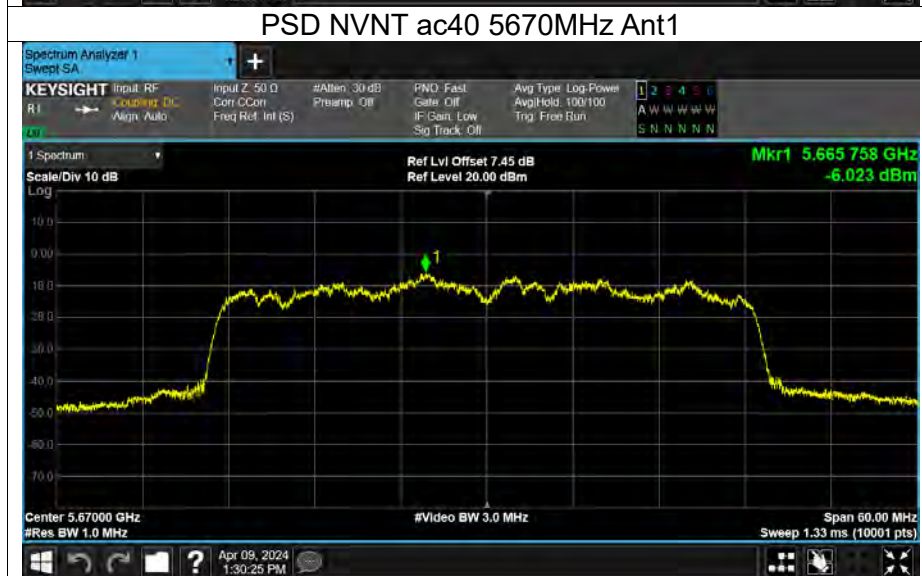 PSD NVNT ac40 5670MHz Ant1
Spectrum Analyzer 1
Swept SA
+
KEYSIGHT Input: RF Input Z: 50 Ω #Atten: 30 dB PNO: Fast Avg Type: Log-Power 1 2 3 4 5 6
Coupling: DC Corr CCorr Preamp: Off Gate: Off Avg|Hold: 100/100 A W W W W W
Align: Auto Freq Ref: Int (S) IF Gain: Low Trig: Free Run
Sig Track: Off S N N N N N
1 Spectrum Ref Lvl Offset 7.45 dB Mkr1 5.665 758 GHz
Scale/Div 10 dB Ref Level 20.00 dBm -6.023 dBm
Log
10.0
0.00
1
-10.0
-20.0
-30.0
-40.0
-50.0
-60.0
-70.0
Center 5.67000 GHz #Video BW 3.0 MHz Span 60.00 MHz
#Res BW 1.0 MHz Sweep 1.33 ms (10001 pts)
? Apr 09, 2024
1:30:25 PM